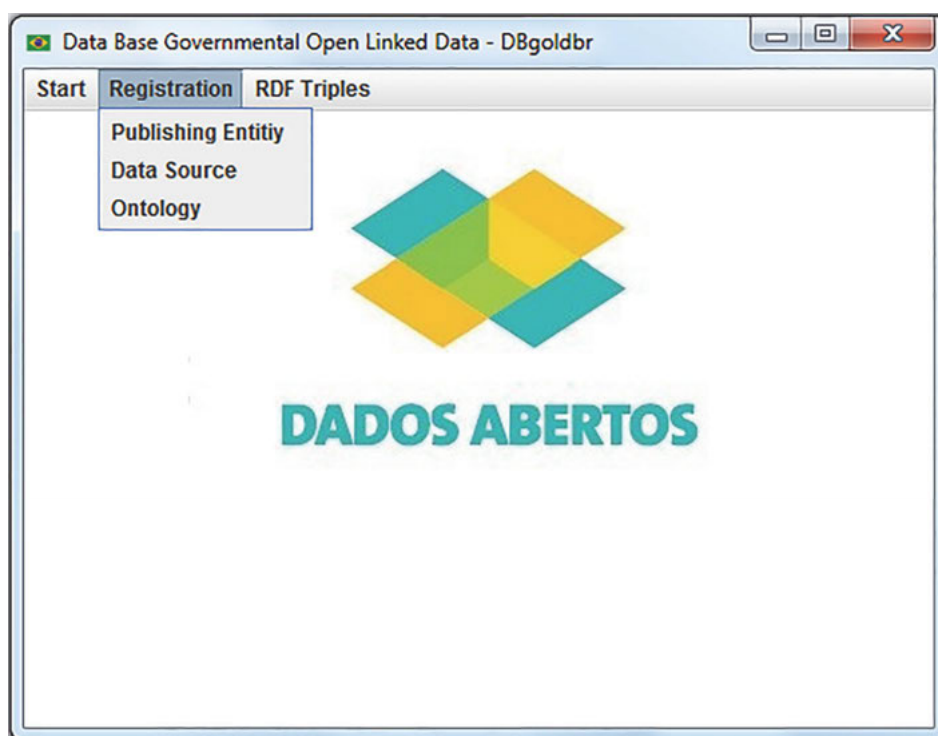 Data Base Governmental Open Linked Data - DBgoldbr
Start Registration RDF Triples
Publishing Entitiy
Data Source
Ontology
DADOS ABERTOS